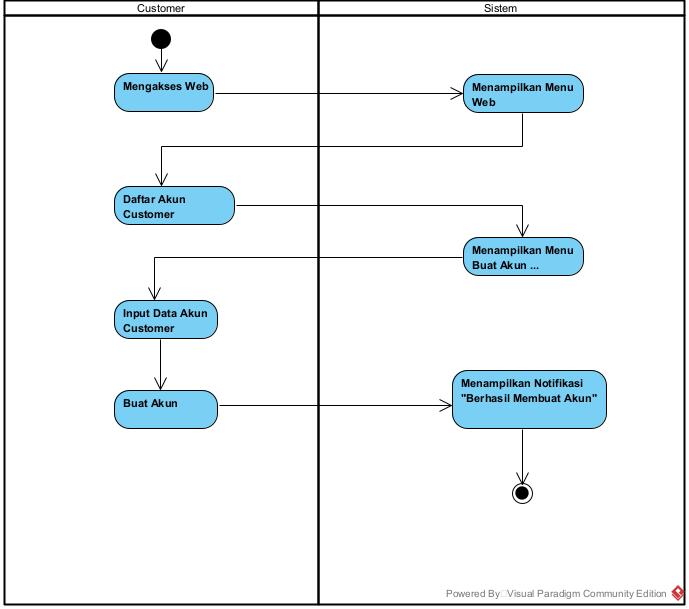 Customer
Sistem
Mengakses Web
Menampilkan Menu
Web
Daftar Akun
Customer
Menampilkan Menu
Buat Akun ...
Input Data Akun
Customer
Buat Akun
Menampilkan Notifikasi
"Berhasil Membuat Akun"
Powered By Visual Paradigm Community Edition